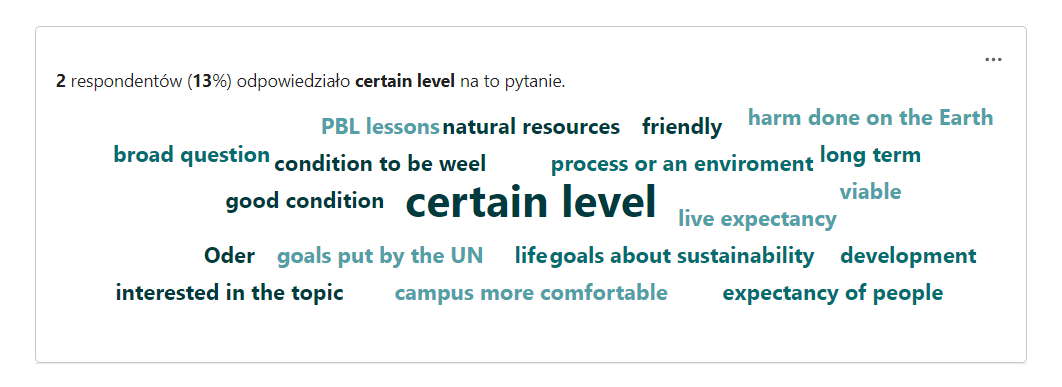 ...
2 respondentów (13%) odpowiedziało certain level na to pytanie.
harm done on the Earth
PBL lessons natural resources friendly
broad question condition to be weel process or an enviroment long term
good condition certain level viable
live expectancy
Oder goals put by the UN life goals about sustainability development
interested in the topic campus more comfortable expectancy of people